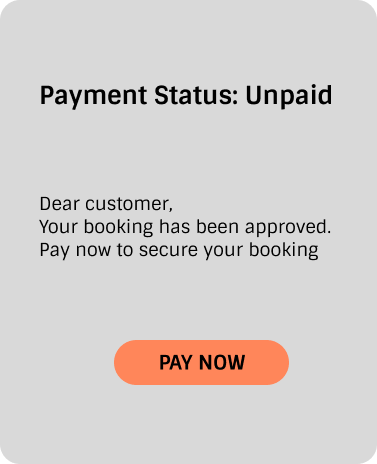 Payment Status: Unpaid
Dear customer,
Your booking has been approved.
Pay now to secure your booking
PAY NOW